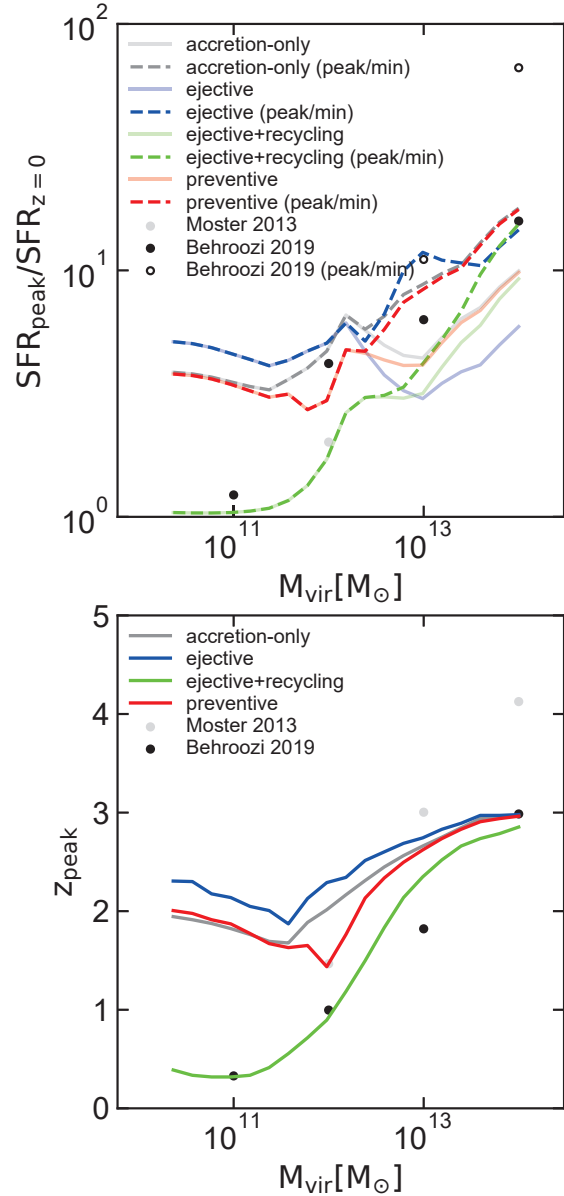 10²
accretion-only
accretion-only (peak/min)
ejective
ejective (peak/min)
ejective+recycling
ejective+recycling (peak/min)
preventive
preventive (peak/min)
Moster 2013
Behroozi 2019
Behroozi 2019 (peak/min)
10¹
10⁰
SFR_peak/SFR_z=0
10¹¹
10¹³
M_vir[M_⊙]
5
accretion-only
ejective
ejective+recycling
preventive
Moster 2013
Behroozi 2019
4
3
2
1
0
z_peak
10¹¹
10¹³
M_vir[M_⊙]